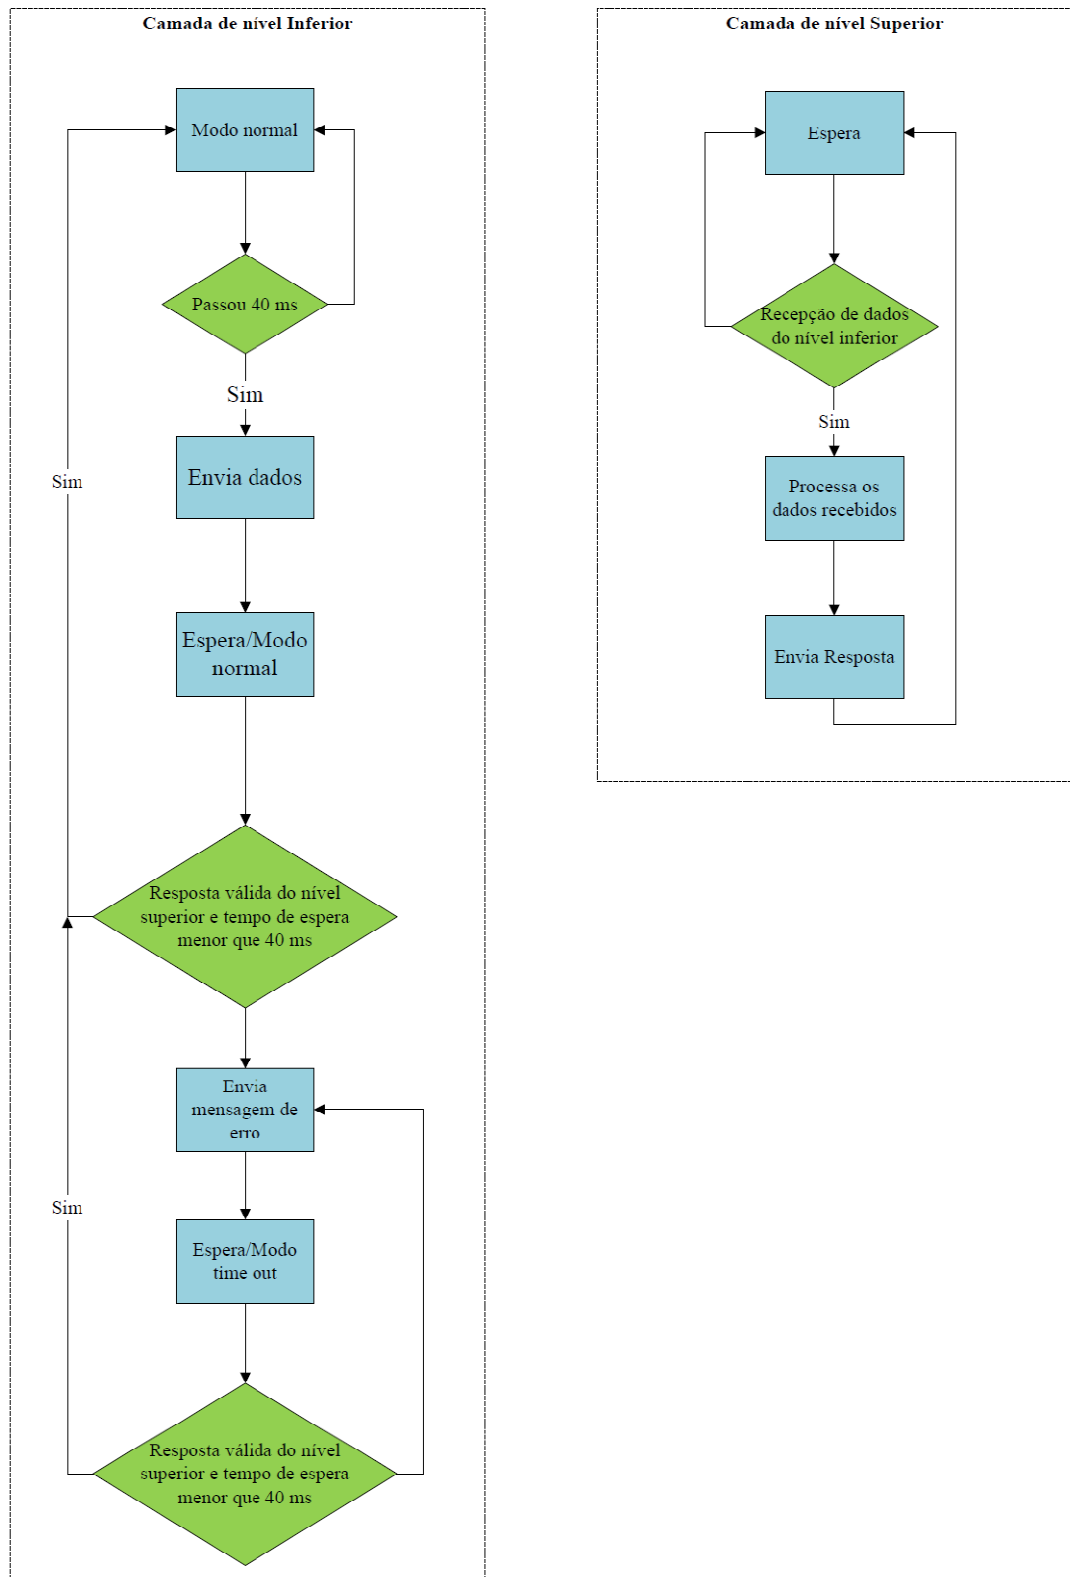 Camada de nível Inferior
Modo normal
Passou 40 ms
Sim
Envia dados
Sim
Espera/Modo
normal
Resposta válida do nível
superior e tempo de espera
menor que 40 ms
Envia
mensagem de
erro
Sim
Espera/Modo
time out
Resposta válida do nível
superior e tempo de espera
menor que 40 ms
Camada de nível Superior
Espera
Recepção de dados
do nível inferior
Sim
Processa os
dados recebidos
Envia Resposta